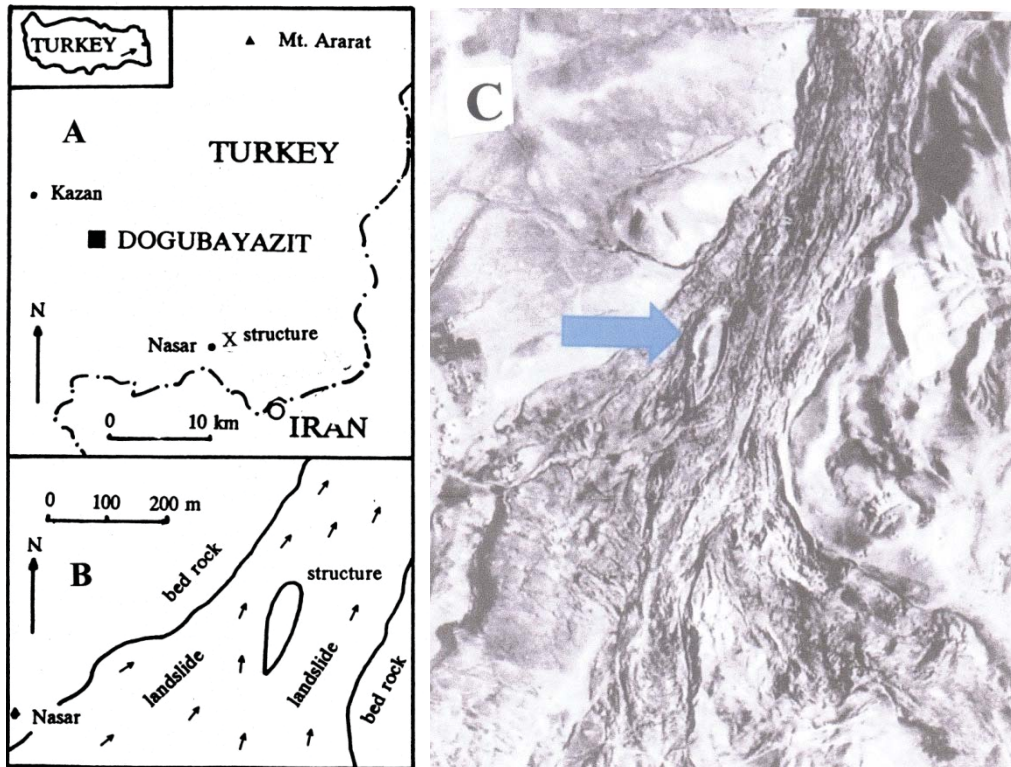 TURKEY
Mt. Ararat
A
TURKEY
Kazan
DOGUBAYAZIT
N
X structure
Nasar
0 10 km
IRAN
0 100 200 m
N
B
bed rock
structure
landslide
landslide
bed rock
Nasar
C